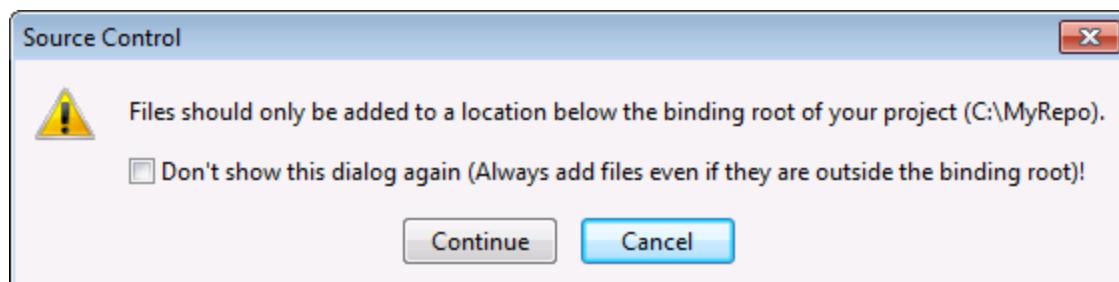 Source Control
Files should only be added to a location below the binding root of your project (C:\MyRepo).
Don't show this dialog again (Always add files even if they are outside the binding root)!
Continue Cancel